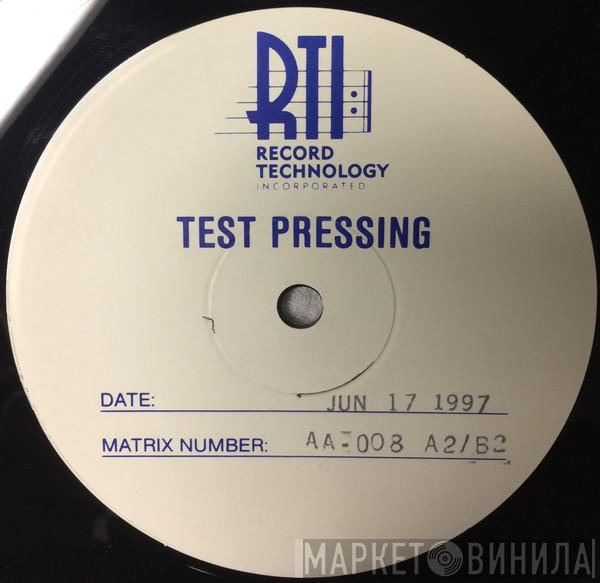 RTI
RECORD
TECHNOLOGY
INCORPORATED
TEST PRESSING
DATE: JUN 17 1997
MATRIX NUMBER: AA-008 A2/B2
МАРКЕТ ВИНИЛА